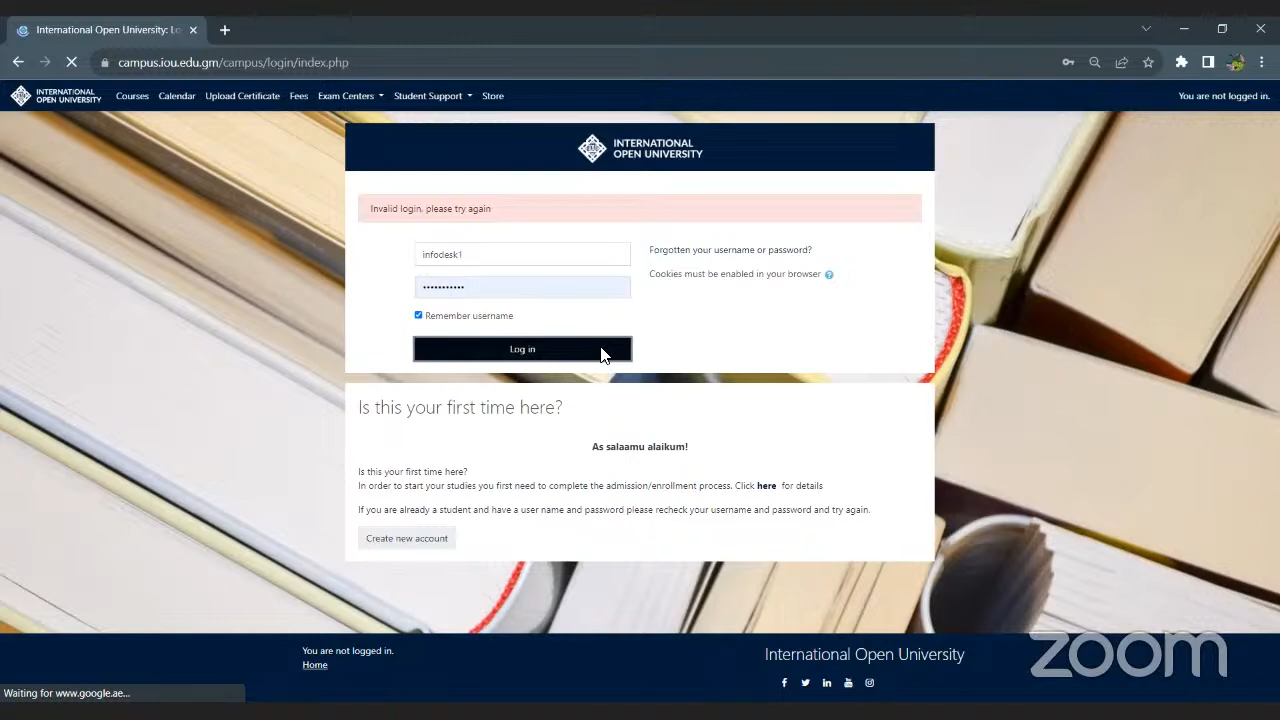 International Open University: Lo
campus.iou.edu.gm/campus/login/index.php
INTERNATIONAL
OPEN UNIVERSITY
Courses
Calendar
Upload Certificate
Fees
Exam Centers
Student Support
Store
You are not logged in.
INTERNATIONAL
OPEN UNIVERSITY
Invalid login, please try again
infodesk1
Forgotten your username or password?
Cookies must be enabled in your browser
•••••••••••
Remember username
Log in
Is this your first time here?
As salaamu alaikum!
Is this your first time here?
In order to start your studies you first need to complete the admission/enrollment process. Click here for details
If you are already a student and have a user name and password please recheck your username and password and try again.
Create new account
You are not logged in.
Home
International Open University
zoom
Waiting for www.google.ae...